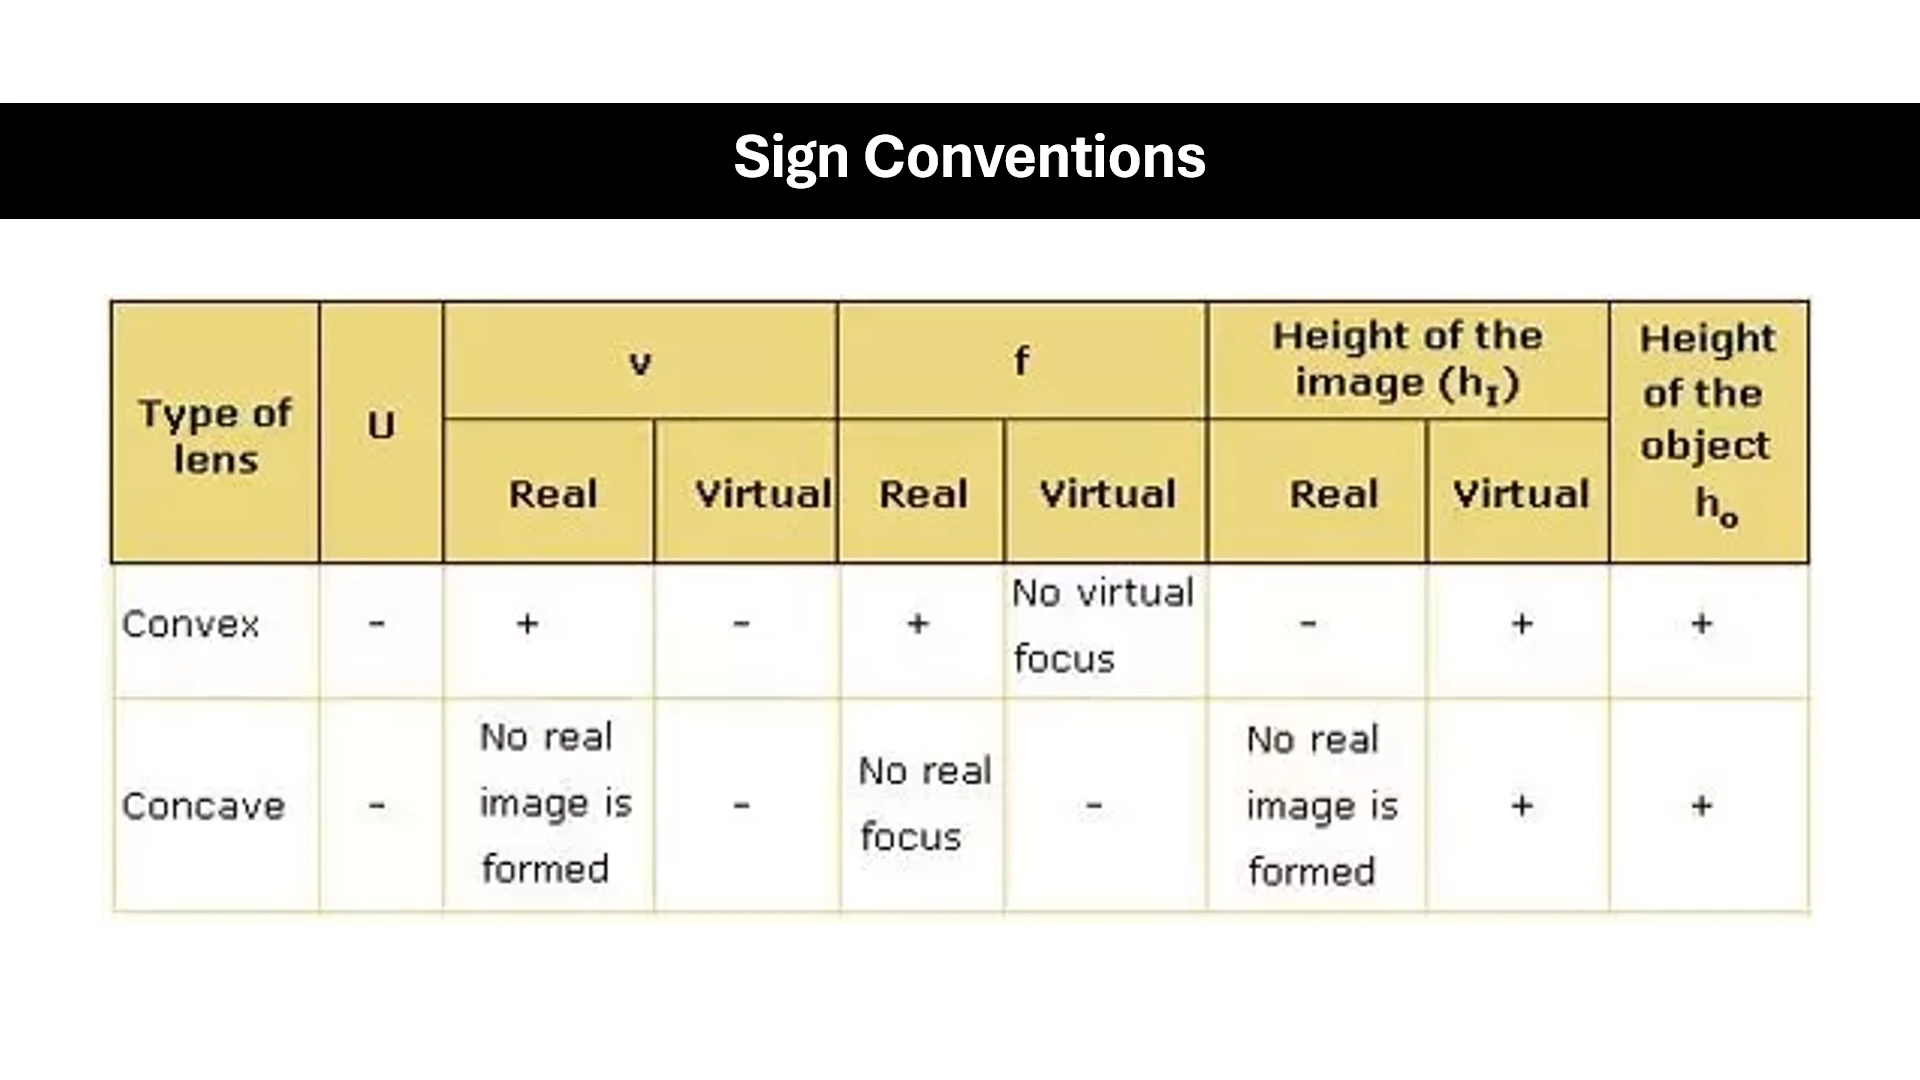 Sign Conventions
Type of
lens
U
v
f
Height of the
image (hI)
Height
of the
object
ho
Real
Virtual
Real
Virtual
Real
Virtual
Convex
-
+
-
+
No virtual
focus
-
+
+
Concave
-
No real
image is
formed
-
No real
focus
-
No real
image is
formed
+
+